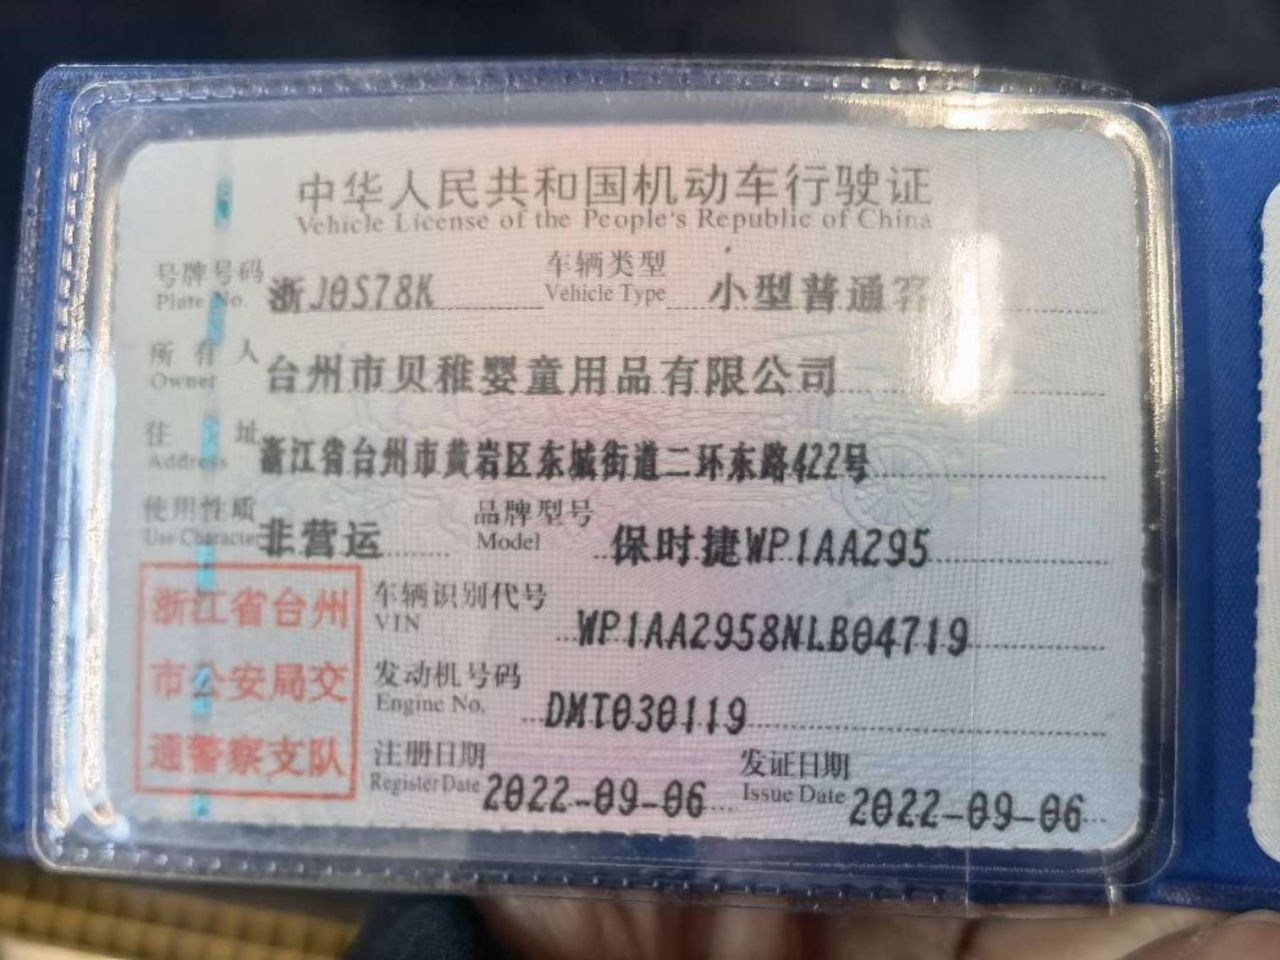 中华人民共和国机动车行驶证
Vehicle License of the People's Republic of China
号牌号码 浙J0S78K 车辆类型 小型普通客
Plate No. Vehicle Type
所有人 台州市贝稚婴童用品有限公司
Owner
住址 浙江省台州市黄岩区东城街道二环东路422号
Address
使用性质 非营运 品牌型号 保时捷WP1AA295
Use Character Model
浙江省台州
市公安局交
通警察支队
车辆识别代号 WP1AA2958NLB04719
VIN
发动机号码 DMT030119
Engine No.
注册日期 2022-09-06 发证日期 2022-09-06
Register Date Issue Date